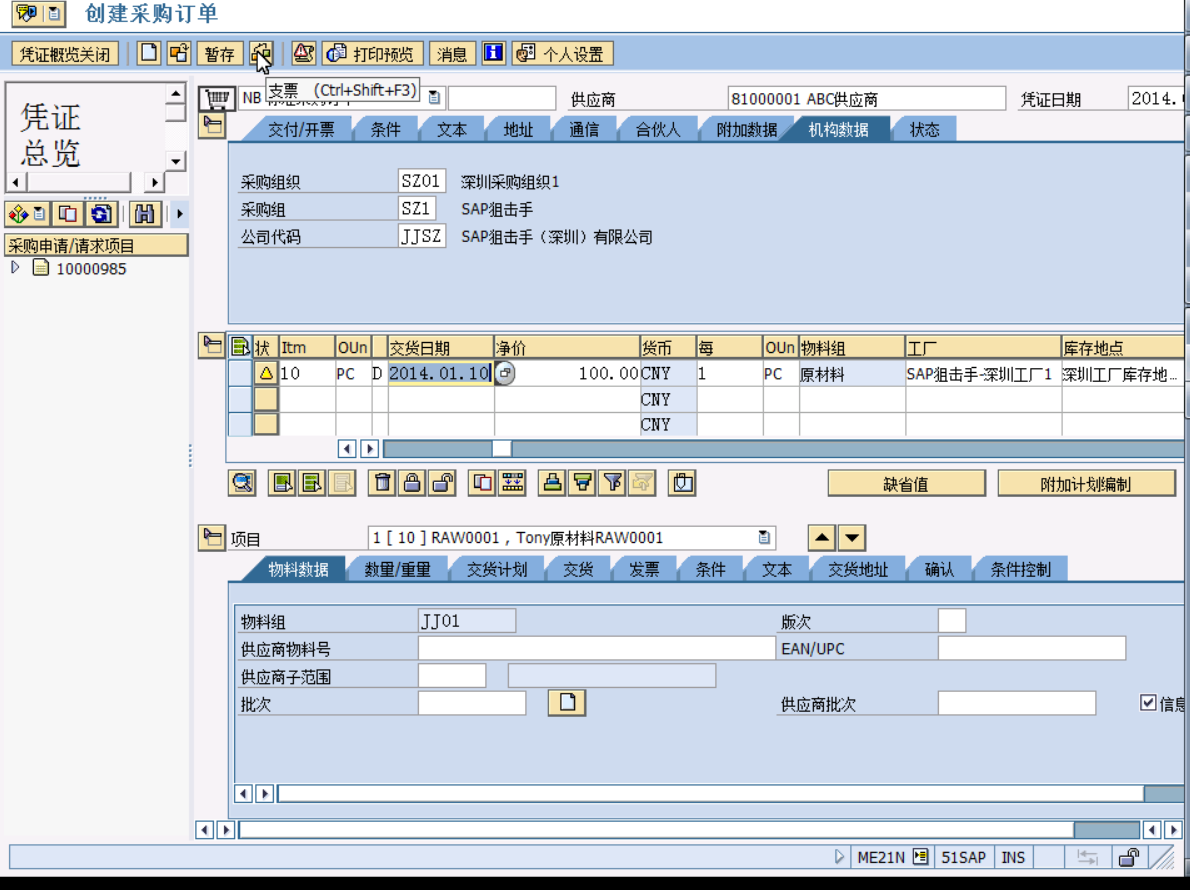 创建采购订单
凭证概览关闭 暂存 打印预览 消息 个人设置
支票 (Ctrl+Shift+F3)
NB 供应商 81000001 ABC供应商 凭证日期 2014.
凭证
总览
交付/开票 条件 文本 地址 通信 合伙人 附加数据 机构数据 状态
采购组织 SZ01 深圳采购组织1
采购组 SZ1 SAP狙击手
公司代码 JJSZ SAP狙击手（深圳）有限公司
采购申请/请求项目
10000985
状 Itm OUn 交货日期 净价 货币 每 OUn 物料组 工厂 库存地点
10 PC D 2014.01.10 100.00 CNY 1 PC 原材料 SAP狙击手-深圳工厂1 深圳工厂库存地…
CNY
CNY
缺省值 附加计划编制
项目 1 [ 10 ] RAW0001 , Tony原材料RAW0001
物料数据 数量/重量 交货计划 交货 发票 条件 文本 交货地址 确认 条件控制
物料组 JJ01 版次
供应商物料号 EAN/UPC
供应商子范围
批次 供应商批次 信息
ME21N 51SAP INS